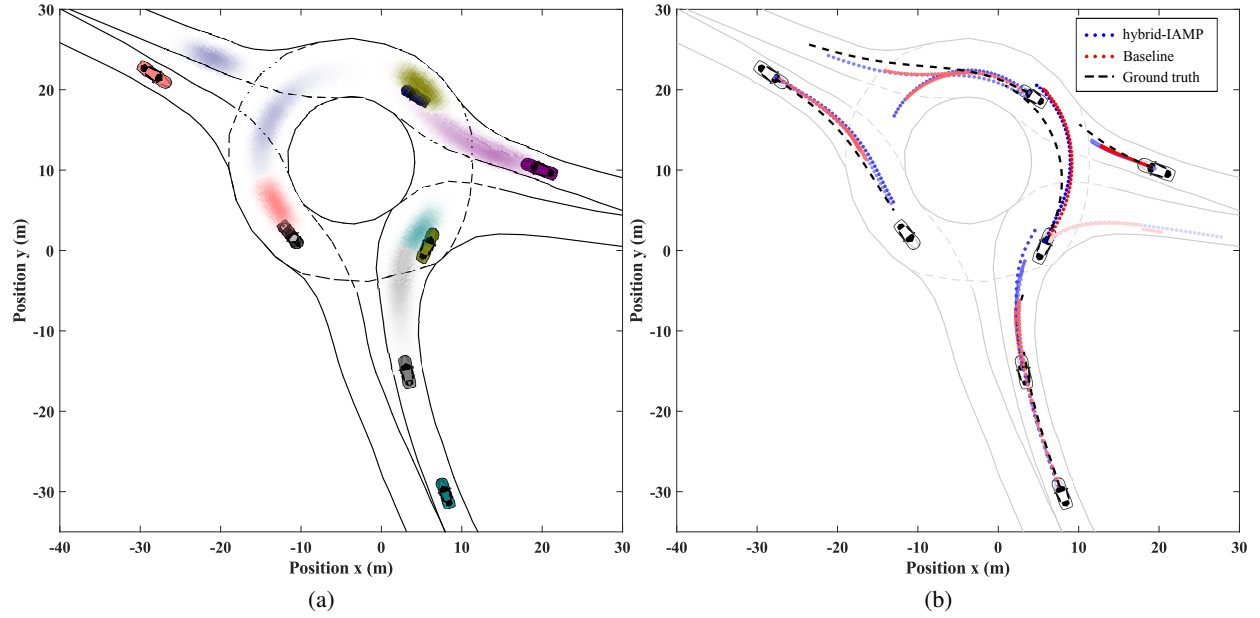 30
20
10
0
-10
-20
-30
Position y (m)
-40 -30 -20 -10 0 10 20 30
Position x (m)
(a)
hybrid-IAMP
Baseline
Ground truth
30
20
10
0
-10
-20
-30
Position y (m)
-40 -30 -20 -10 0 10 20 30
Position x (m)
(b)